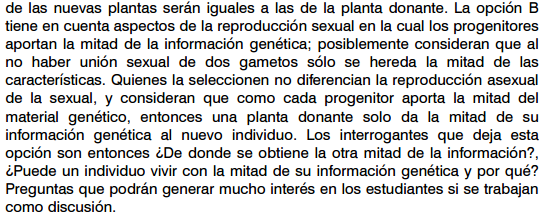 de las nuevas plantas serán iguales a las de la planta donante. La opción B
tiene en cuenta aspectos de la reproducción sexual en la cual los progenitores
aportan la mitad de la información genética; posiblemente consideran que al
no haber unión sexual de dos gametos sólo se hereda la mitad de las
características. Quienes la seleccionen no diferencian la reproducción asexual
de la sexual, y consideran que como cada progenitor aporta la mitad del
material genético, entonces una planta donante solo da la mitad de su
información genética al nuevo individuo. Los interrogantes que deja esta
opción son entonces ¿De donde se obtiene la otra mitad de la información?,
¿Puede un individuo vivir con la mitad de su información genética y por qué?
Preguntas que podrán generar mucho interés en los estudiantes si se trabajan
como discusión.